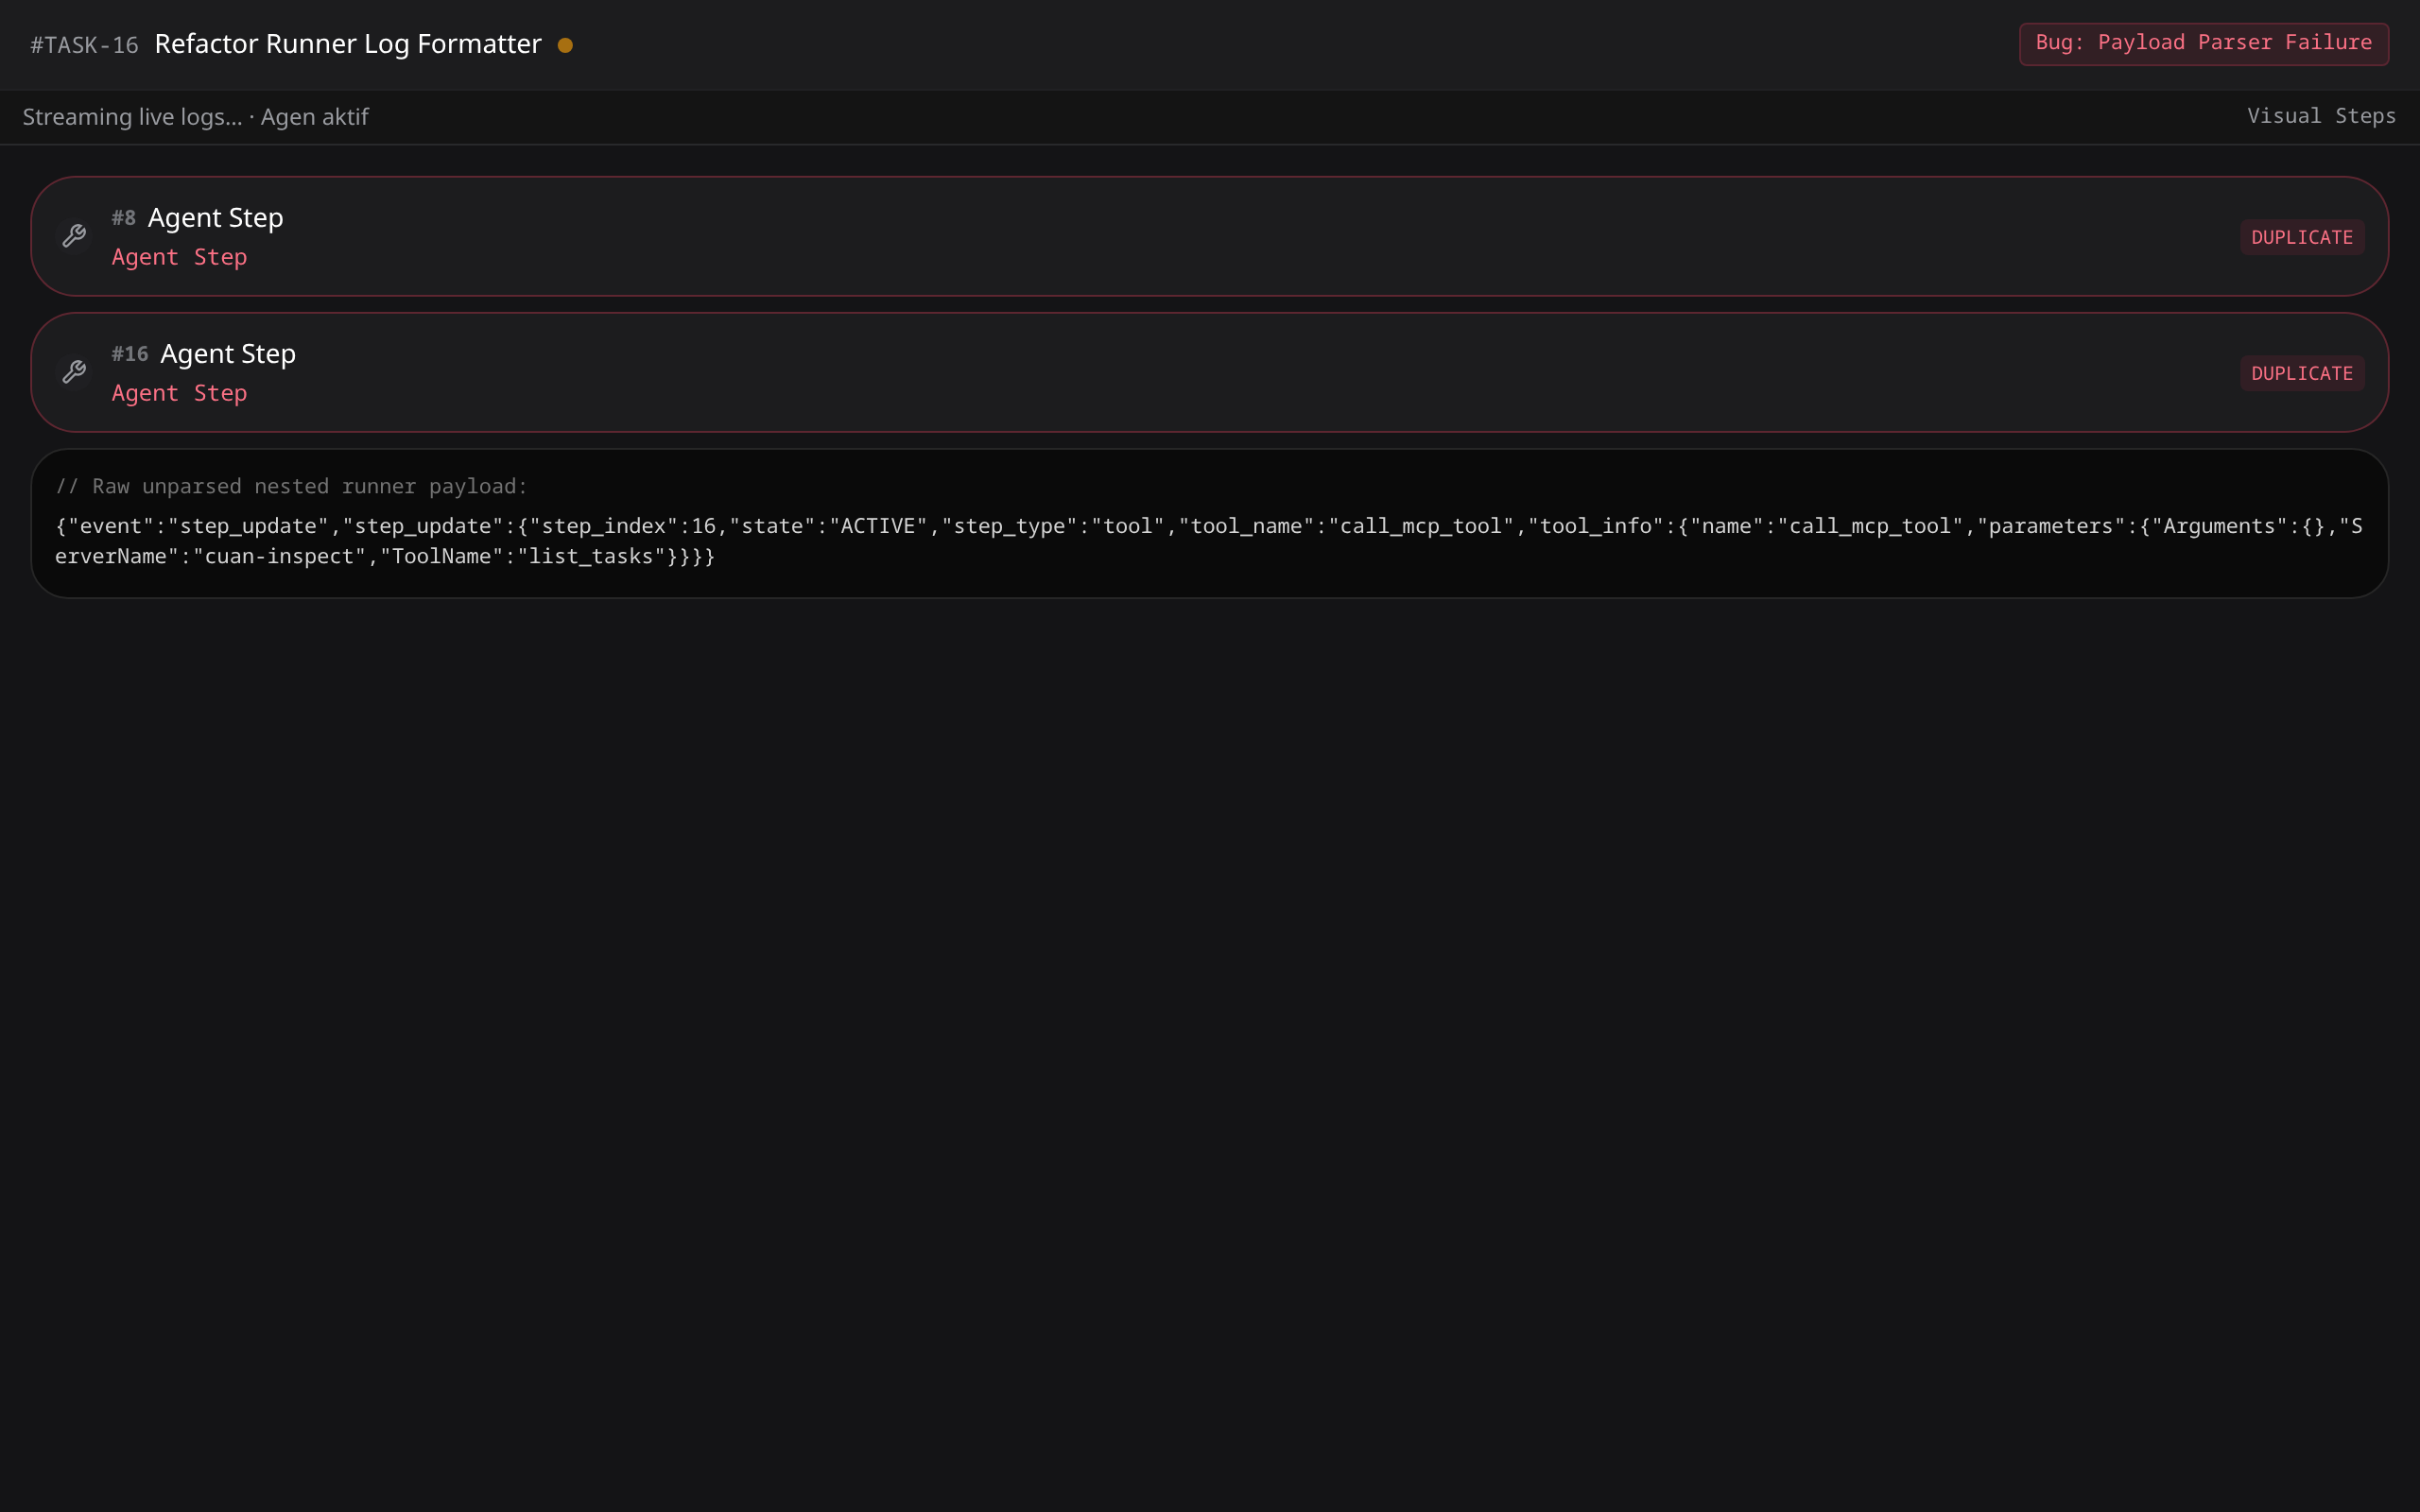 #TASK-16 Refactor Runner Log Formatter
Bug: Payload Parser Failure
Streaming live logs... · Agen aktif
Visual Steps
#8 Agent Step
Agent Step
DUPLICATE
#16 Agent Step
Agent Step
DUPLICATE
// Raw unparsed nested runner payload:
{"event":"step_update","step_update":{"step_index":16,"state":"ACTIVE","step_type":"tool","tool_name":"call_mcp_tool","tool_info":{"name":"call_mcp_tool","parameters":{"Arguments":{},"S
erverName":"cuan-inspect","ToolName":"list_tasks"}}}}